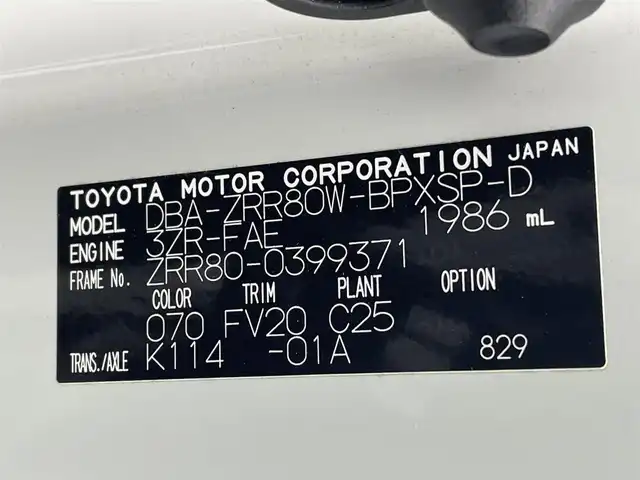 TOYOTA MOTOR CORPORATION JAPAN
MODEL DBA-ZRR80W-BPXSP-D
ENGINE 3ZR-FAE 1986 mL
FRAME No. ZRR80-0399371
COLOR TRIM PLANT OPTION
070 FV20 C25
TRANS./AXLE K114 -01A 829